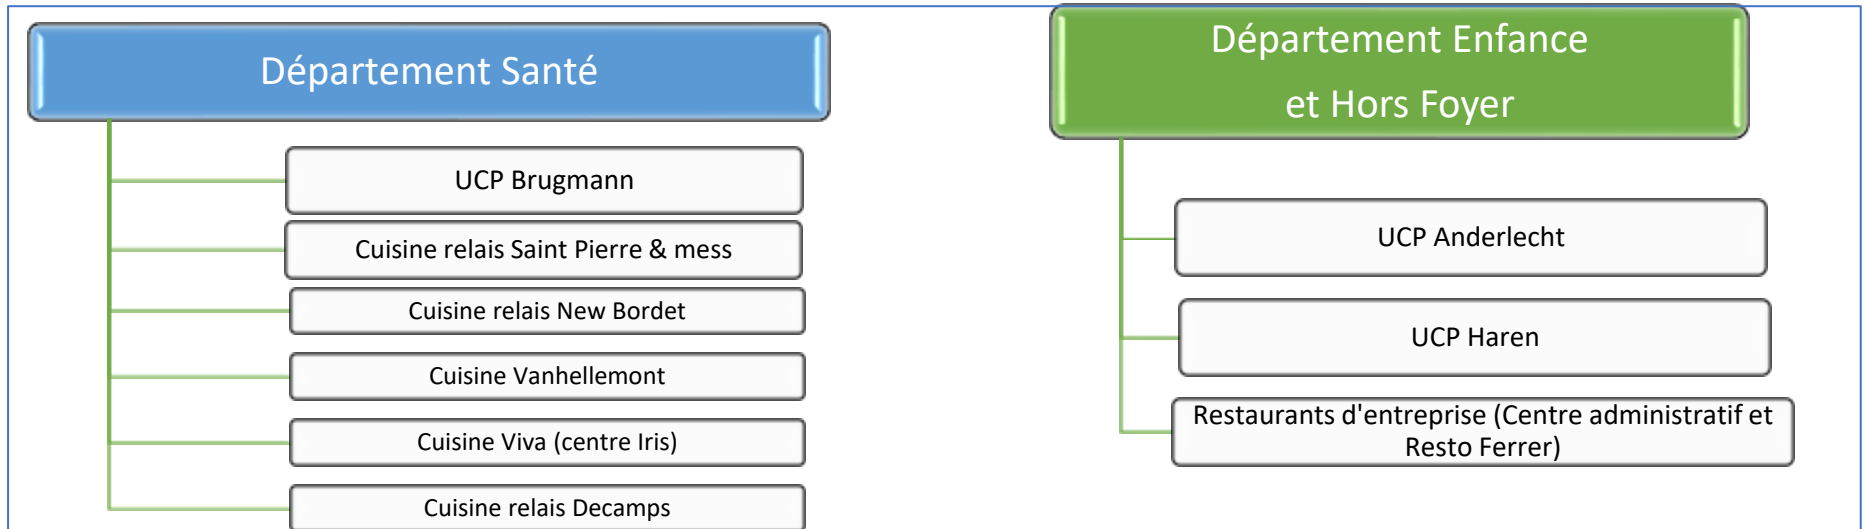 Département Santé
UCP Brugmann
Cuisine relais Saint Pierre & mess
Cuisine relais New Bordet
Cuisine Vanhellemont
Cuisine Viva (centre Iris)
Cuisine relais Decamps
Département Enfance
et Hors Foyer
UCP Anderlecht
UCP Haren
Restaurants d'entreprise (Centre administratif et
Resto Ferrer)